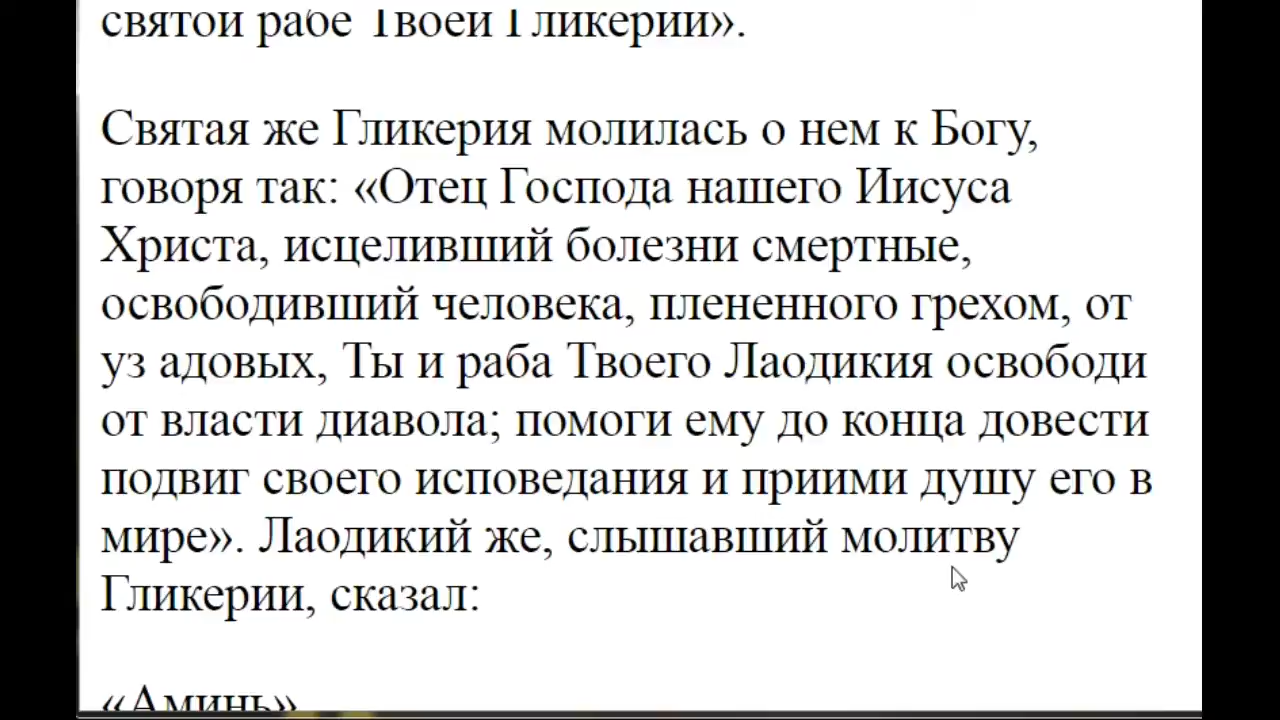 святой рабе Твоей Гликерии».
Святая же Гликерия молилась о нем к Богу,
говоря так: «Отец Господа нашего Иисуса
Христа, исцеливший болезни смертные,
освободивший человека, плененного грехом, от
уз адовых, Ты и раба Твоего Лаодикия освободи
от власти диавола; помоги ему до конца довести
подвиг своего исповедания и приими душу его в
мире». Лаодикий же, слышавший молитву
Гликерии, сказал:
«Аминь»